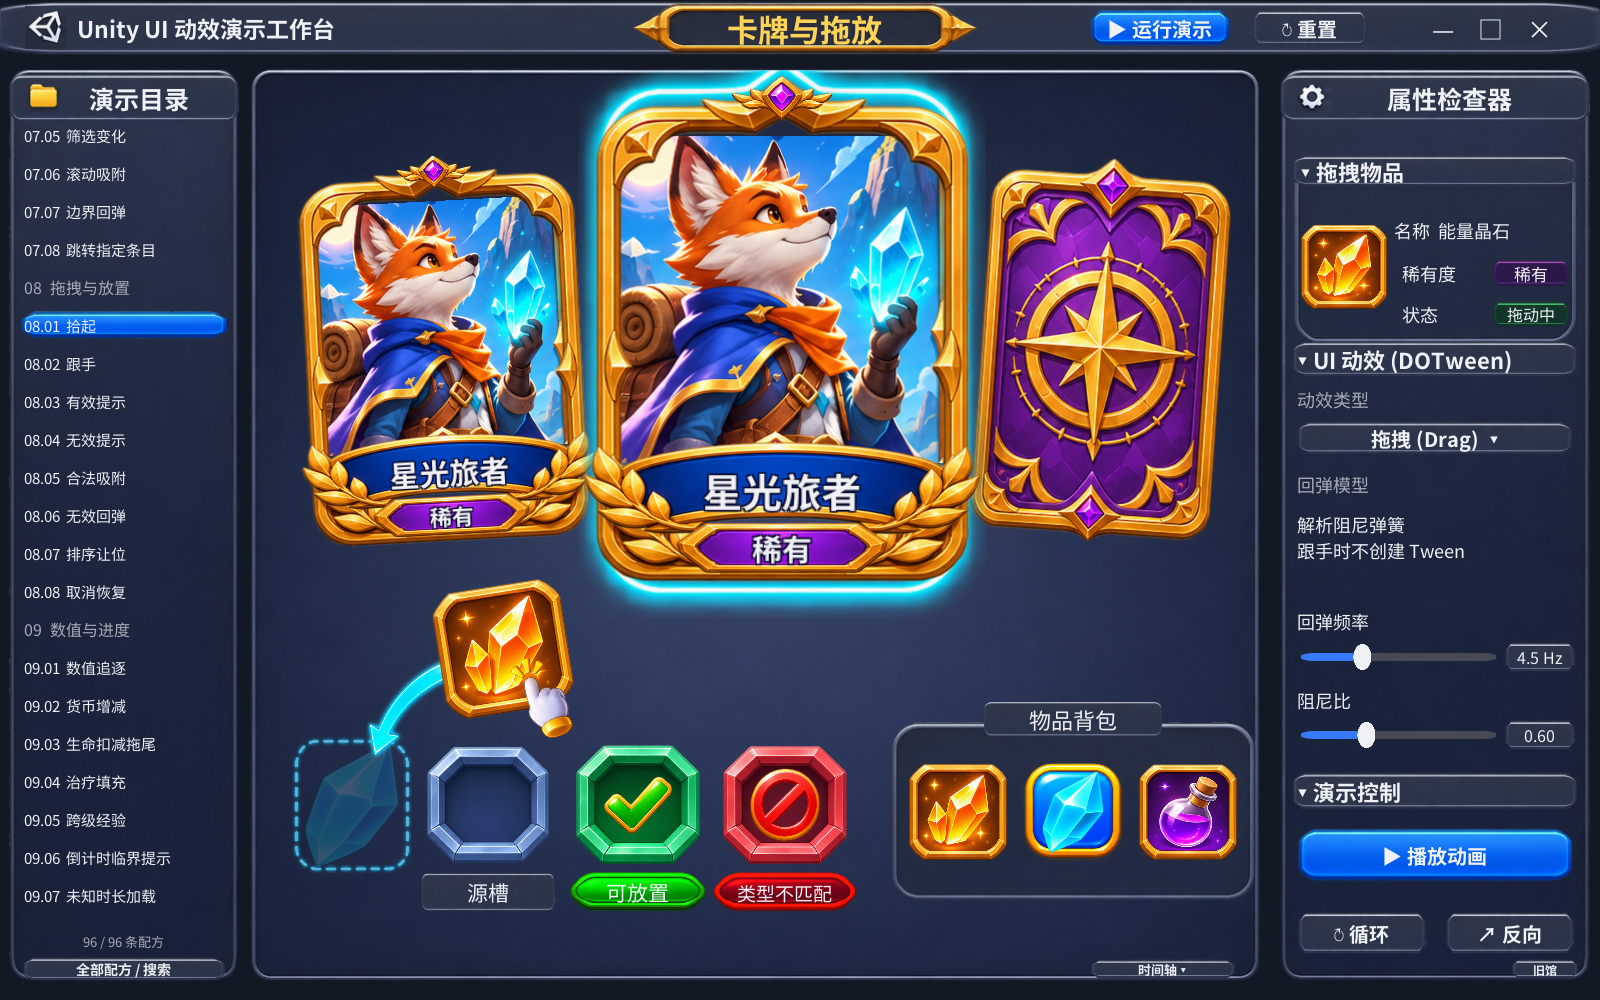 Unity UI 动效演示工作台
卡牌与拖放
▶ 运行演示
重置
演示目录
07.05 筛选变化
07.06 滚动吸附
07.07 边界回弹
07.08 跳转指定条目
08 拖拽与放置
08.01 拾起
08.02 跟手
08.03 有效提示
08.04 无效提示
08.05 合法吸附
08.06 无效回弹
08.07 排序让位
08.08 取消恢复
09 数值与进度
09.01 数值追逐
09.02 货币增减
09.03 生命扣减拖尾
09.04 治疗填充
09.05 跨级经验
09.06 倒计时临界提示
09.07 未知时长加载
96 / 96 条配方
全部配方 / 搜索
星光旅者
稀有
星光旅者
稀有
源槽
可放置
类型不匹配
物品背包
时间轴 ▾
属性检查器
▾ 拖拽物品
名称 能量晶石
稀有度 稀有
状态 拖动中
▾ UI 动效 (DOTween)
动效类型
拖拽 (Drag) ▾
回弹模型
解析阻尼弹簧
跟手时不创建 Tween
回弹频率
4.5 Hz
阻尼比
0.60
▾ 演示控制
▶ 播放动画
循环
↗ 反向
旧馆